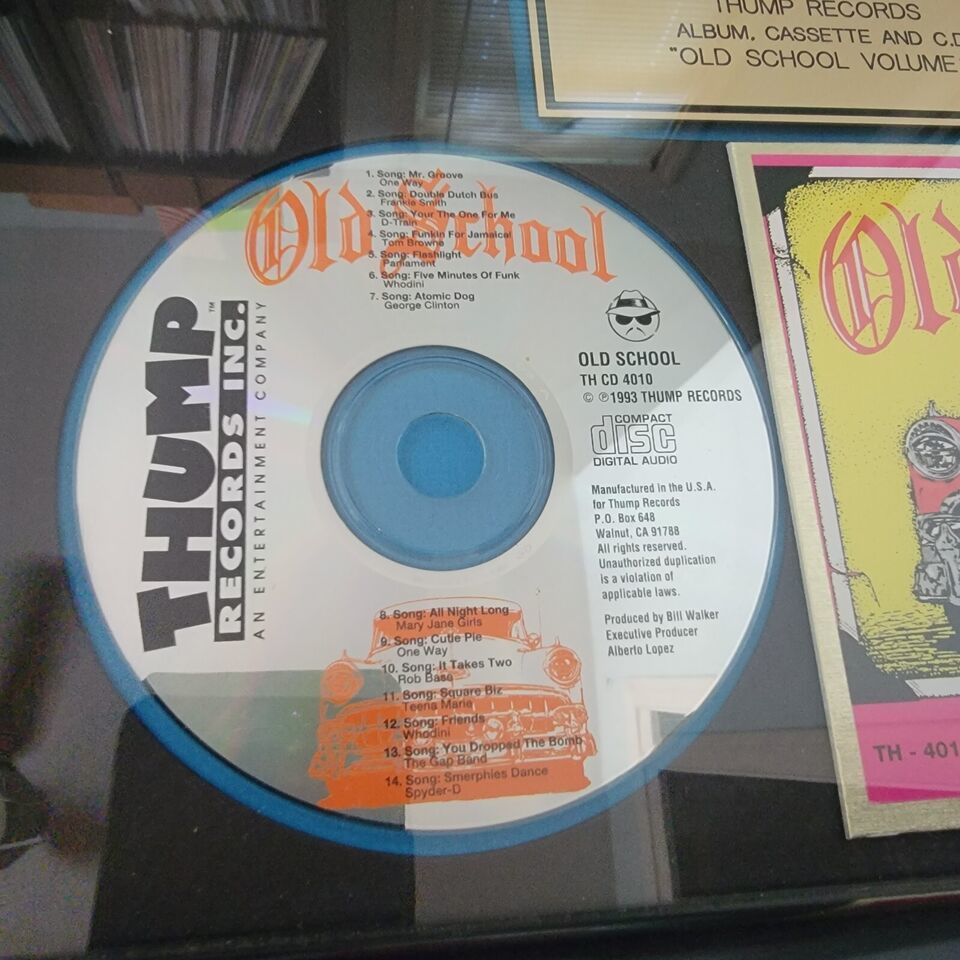 THUMP RECORDS
ALBUM, CASSETTE AND C.D
"OLD SCHOOL VOLUME
Old School
1. Song: Mr. Groove
One Way
2. Song: Double Dutch Bus
Frankie Smith
3. Song: Your The One For Me
D-Train
4. Song: Funkin For Jamaica!
Tom Browne
5. Song: Flashlight
Parliament
6. Song: Five Minutes Of Funk
Whodini
7. Song: Atomic Dog
George Clinton
THUMP™
RECORDS INC.
AN ENTERTAINMENT COMPANY
OLD SCHOOL
TH CD 4010
© ℗1993 THUMP RECORDS
COMPACT
disc
DIGITAL AUDIO
Manufactured in the U.S.A.
for Thump Records
P.O. Box 648
Walnut, CA 91788
All rights reserved.
Unauthorized duplication
is a violation of
applicable laws.
Produced by Bill Walker
Executive Producer
Alberto Lopez
8. Song: All Night Long
Mary Jane Girls
9. Song: Cutie Pie
One Way
10. Song: It Takes Two
Rob Base
11. Song: Square Biz
Teena Marie
12. Song: Friends
Whodini
13. Song: You Dropped The Bomb
The Gap Band
14. Song: Smerphies Dance
Spyder-D
Old
TH - 401